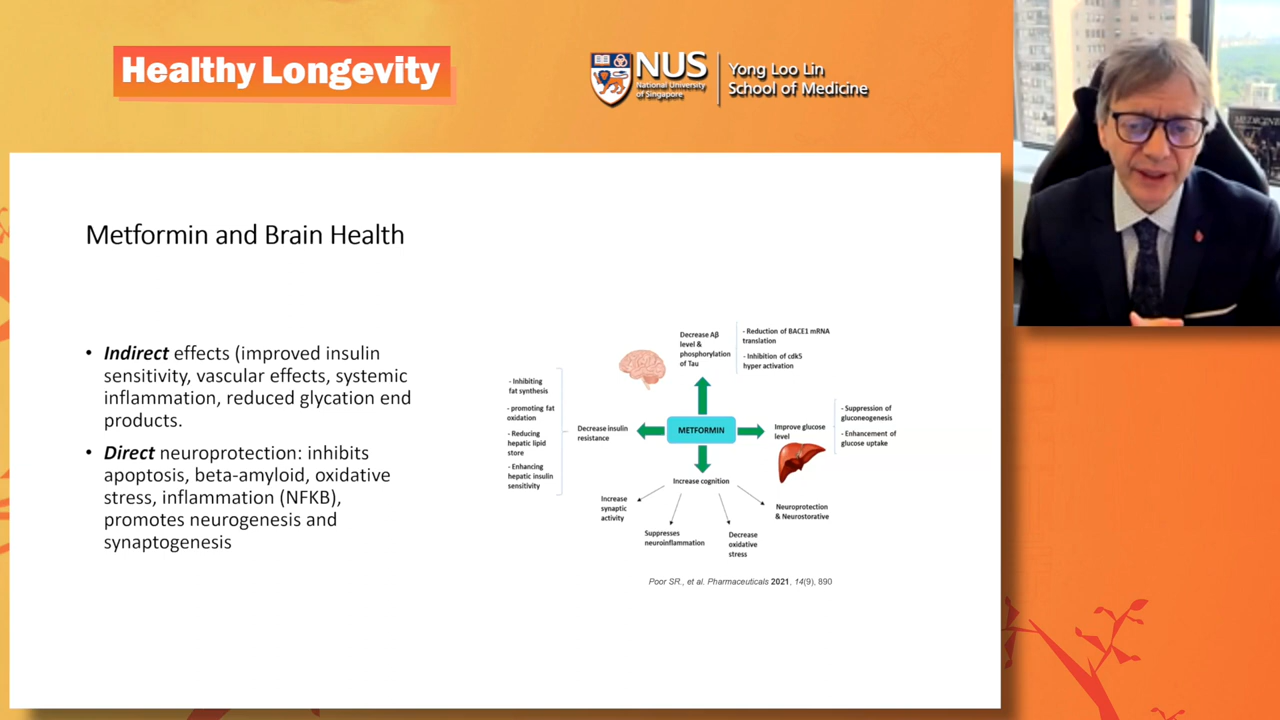 Healthy Longevity
NUS
National University
of Singapore
Yong Loo Lin
School of Medicine
MEDICINE
Metformin and Brain Health
• Indirect effects (improved insulin
sensitivity, vascular effects, systemic
inflammation, reduced glycation end
products.
• Direct neuroprotection: inhibits
apoptosis, beta-amyloid, oxidative
stress, inflammation (NFKB),
promotes neurogenesis and
synaptogenesis
Decrease Aβ
level &
phosphorylation
of Tau
- Reduction of BACE1 mRNA
translation
- Inhibition of cdk5
hyper activation
- Inhibiting
fat synthesis
- promoting fat
oxidation
- Reducing
hepatic lipid
store
- Enhancing
hepatic insulin
sensitivity
Decrease insulin
resistance
METFORMIN
Improve glucose
level
- Suppression of
gluconeogenesis
- Enhancement of
glucose uptake
Increase cognition
Increase
synaptic
activity
Suppresses
neuroinflammation
Decrease
oxidative
stress
Neuroprotection
& Neurostorative
Poor SR., et al. Pharmaceuticals 2021, 14(9), 890